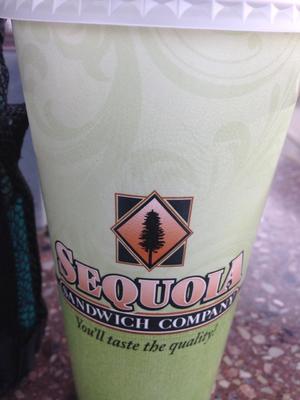 SEQUOIA
SANDWICH COMPANY
You'll taste the quality!